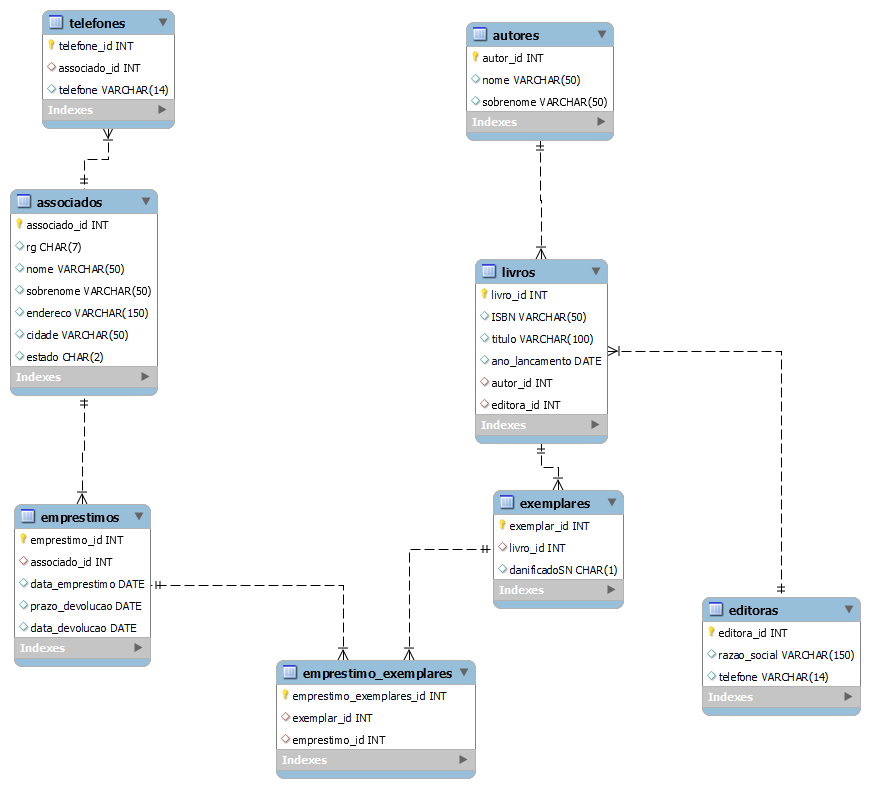 telefones
telefone_id INT
associado_id INT
telefone VARCHAR(14)
Indexes
autores
autor_id INT
nome VARCHAR(50)
sobrenome VARCHAR(50)
Indexes
associados
associado_id INT
rg CHAR(7)
nome VARCHAR(50)
sobrenome VARCHAR(50)
endereco VARCHAR(150)
cidade VARCHAR(50)
estado CHAR(2)
Indexes
livros
livro_id INT
ISBN VARCHAR(50)
titulo VARCHAR(100)
ano_lancamento DATE
autor_id INT
editora_id INT
Indexes
emprestimos
emprestimo_id INT
associado_id INT
data_emprestimo DATE
prazo_devolucao DATE
data_devolucao DATE
Indexes
exemplares
exemplar_id INT
livro_id INT
danificadoSN CHAR(1)
Indexes
editoras
editora_id INT
razao_social VARCHAR(150)
telefone VARCHAR(14)
Indexes
emprestimo_exemplares
emprestimo_exemplares_id INT
exemplar_id INT
emprestimo_id INT
Indexes